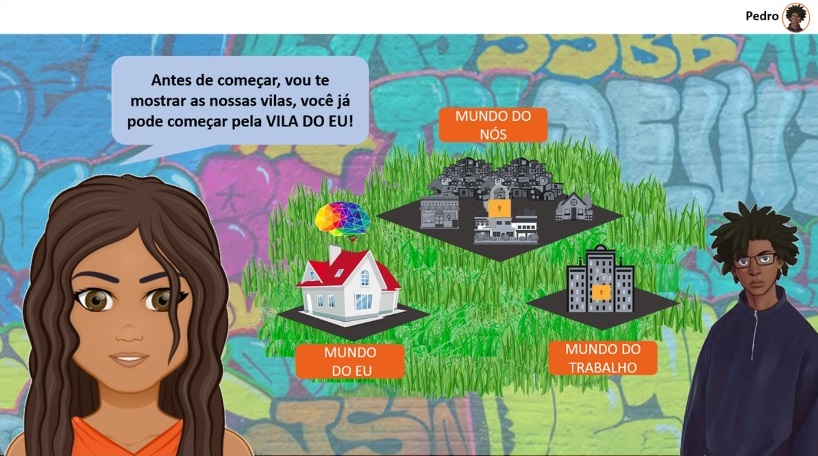 Pedro
Antes de começar, vou te
mostrar as nossas vilas, você já
pode começar pela VILA DO EU!
MUNDO DO
NÓS
MUNDO
DO EU
MUNDO DO
TRABALHO